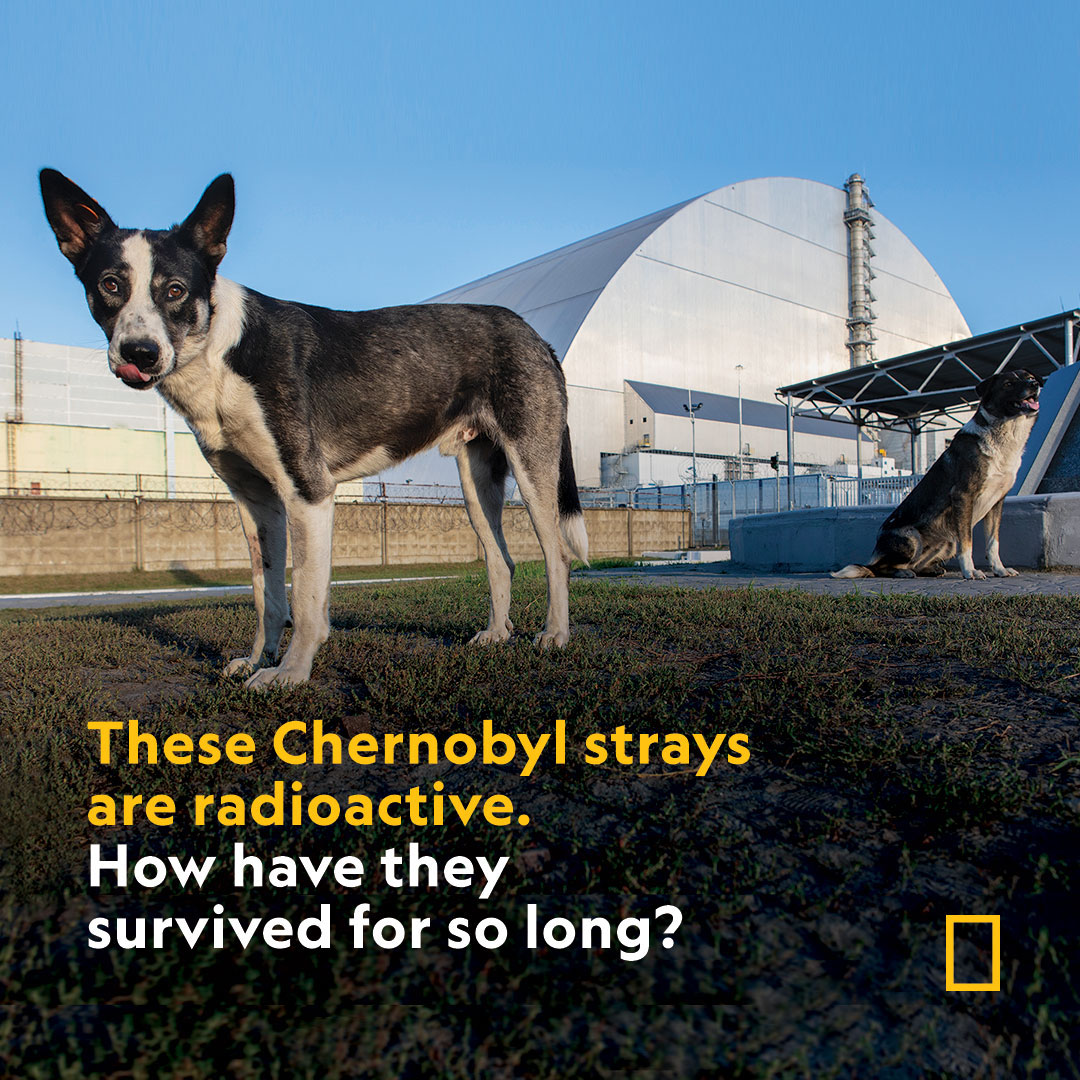 These Chernobyl strays
are radioactive.
How have they
survived for so long?